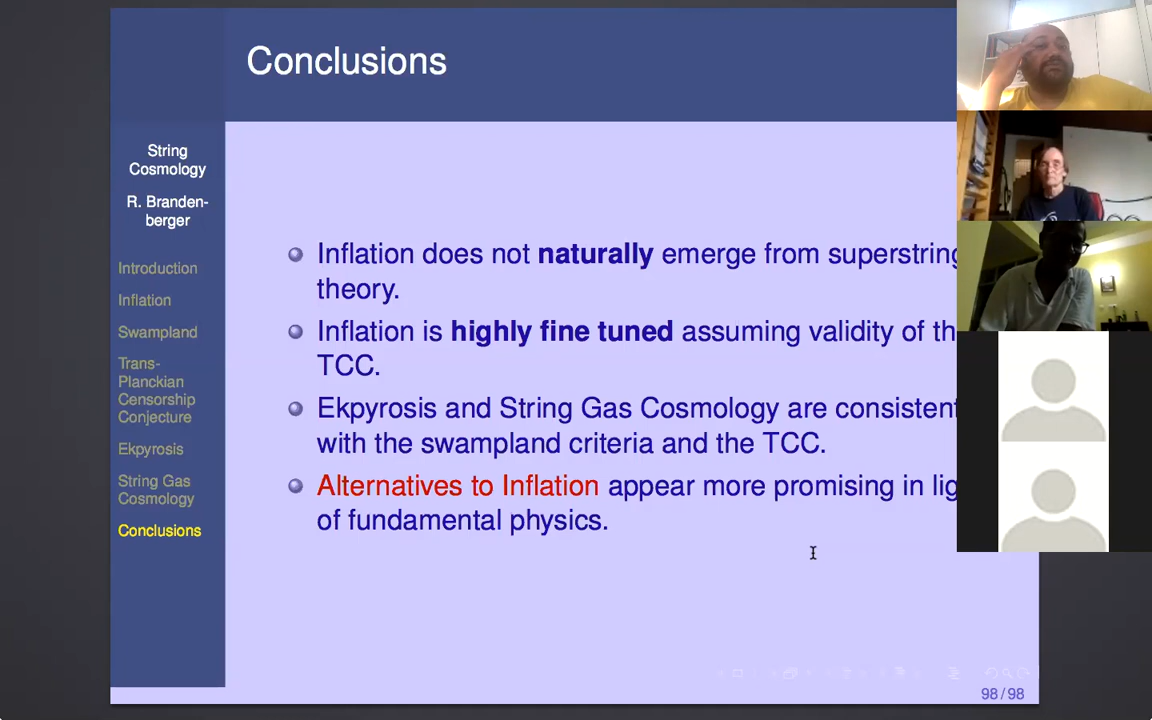 Conclusions
String
Cosmology
R. Branden-
berger
Introduction
Inflation
Swampland
Trans-
Planckian
Censorship
Conjecture
Ekpyrosis
String Gas
Cosmology
Conclusions
Inflation does not naturally emerge from superstring
theory.
Inflation is highly fine tuned assuming validity of th
TCC.
Ekpyrosis and String Gas Cosmology are consistent
with the swampland criteria and the TCC.
Alternatives to Inflation appear more promising in lig
of fundamental physics.
98/98